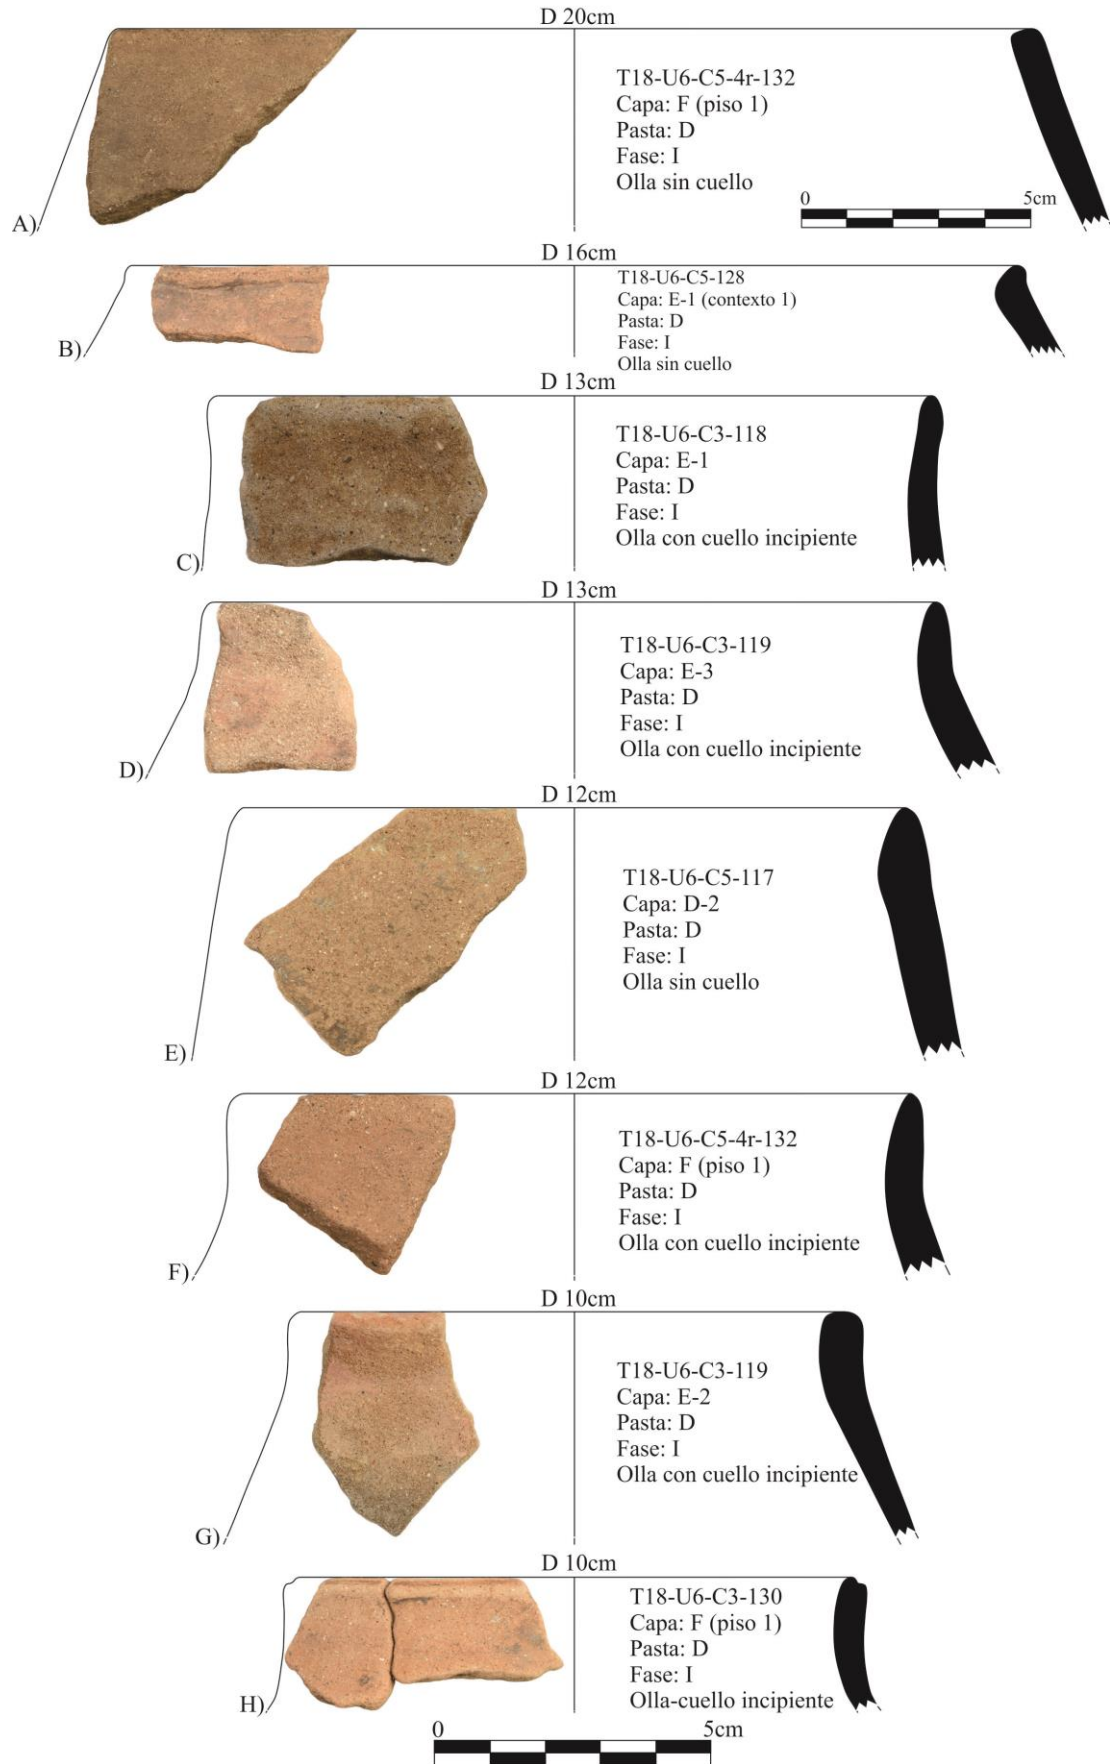 D 20cm
T18-U6-C5-4r-132
Capa: F (piso 1)
Pasta: D
Fase: I
Olla sin cuello
0 5cm
A)
D 16cm
T18-U6-C5-128
Capa: E-1 (contexto 1)
Pasta: D
Fase: I
Olla sin cuello
B)
D 13cm
T18-U6-C3-118
Capa: E-1
Pasta: D
Fase: I
Olla con cuello incipiente
C)
D 13cm
T18-U6-C3-119
Capa: E-3
Pasta: D
Fase: I
Olla con cuello incipiente
D)
D 12cm
T18-U6-C5-117
Capa: D-2
Pasta: D
Fase: I
Olla sin cuello
E)
D 12cm
T18-U6-C5-4r-132
Capa: F (piso 1)
Pasta: D
Fase: I
Olla con cuello incipiente
F)
D 10cm
T18-U6-C3-119
Capa: E-2
Pasta: D
Fase: I
Olla con cuello incipiente
G)
D 10cm
T18-U6-C3-130
Capa: F (piso 1)
Pasta: D
Fase: I
Olla-cuello incipiente
H)
0 5cm